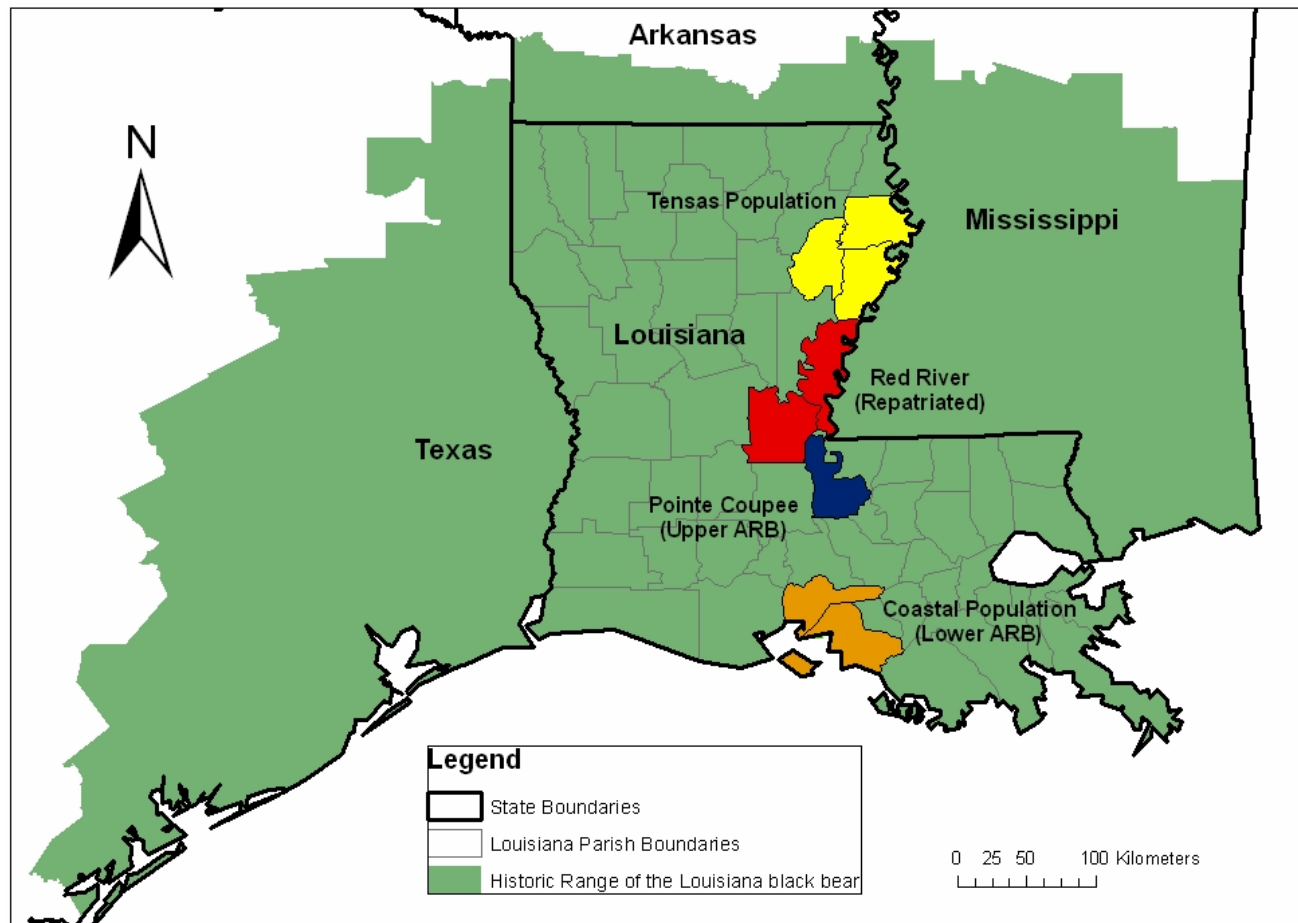 Arkansas
N
Tensas Population
Mississippi
Louisiana
Red River
(Repatriated)
Texas
Pointe Coupee
(Upper ARB)
Coastal Population
(Lower ARB)
Legend
State Boundaries
Louisiana Parish Boundaries
Historic Range of the Louisiana black bear
0 25 50 100 Kilometers